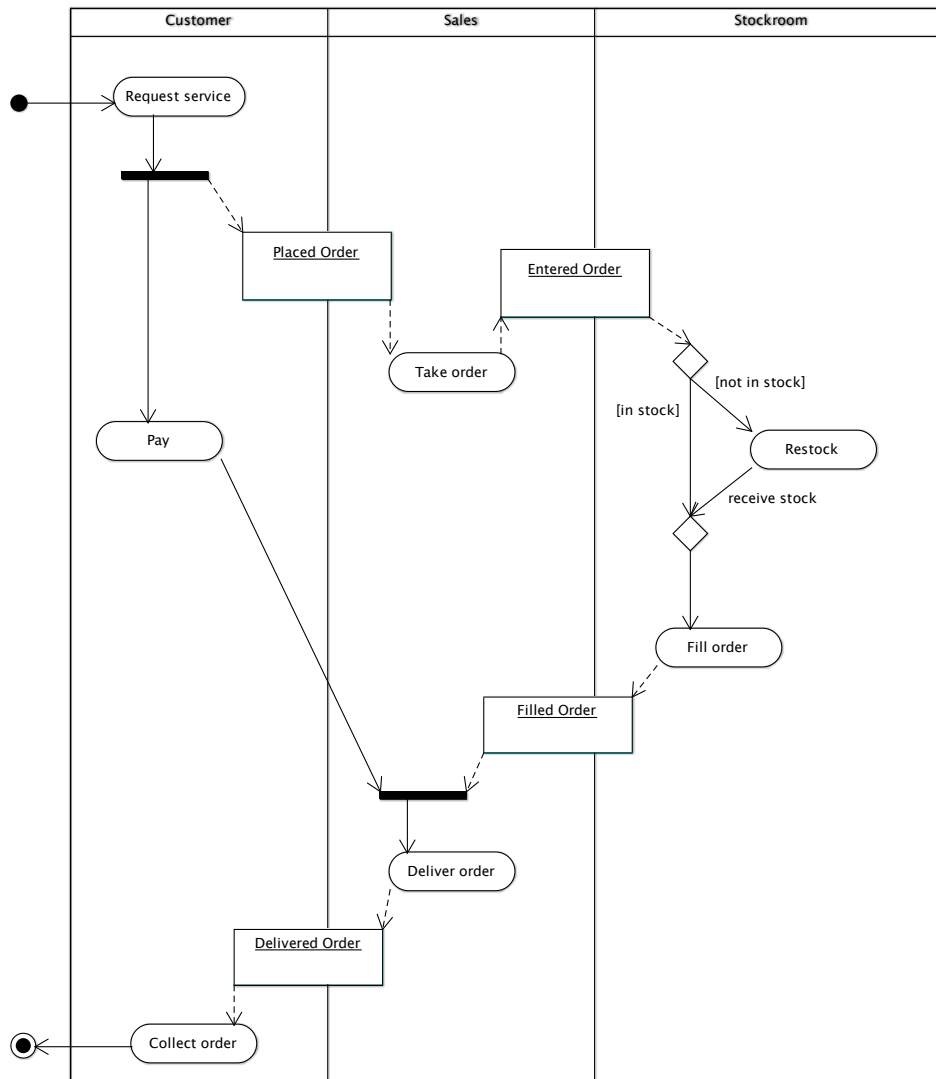 Customer
Sales
Stockroom
Request service
Placed Order
Entered Order
Take order
[not in stock]
[in stock]
Pay
Restock
receive stock
Fill order
Filled Order
Deliver order
Delivered Order
Collect order